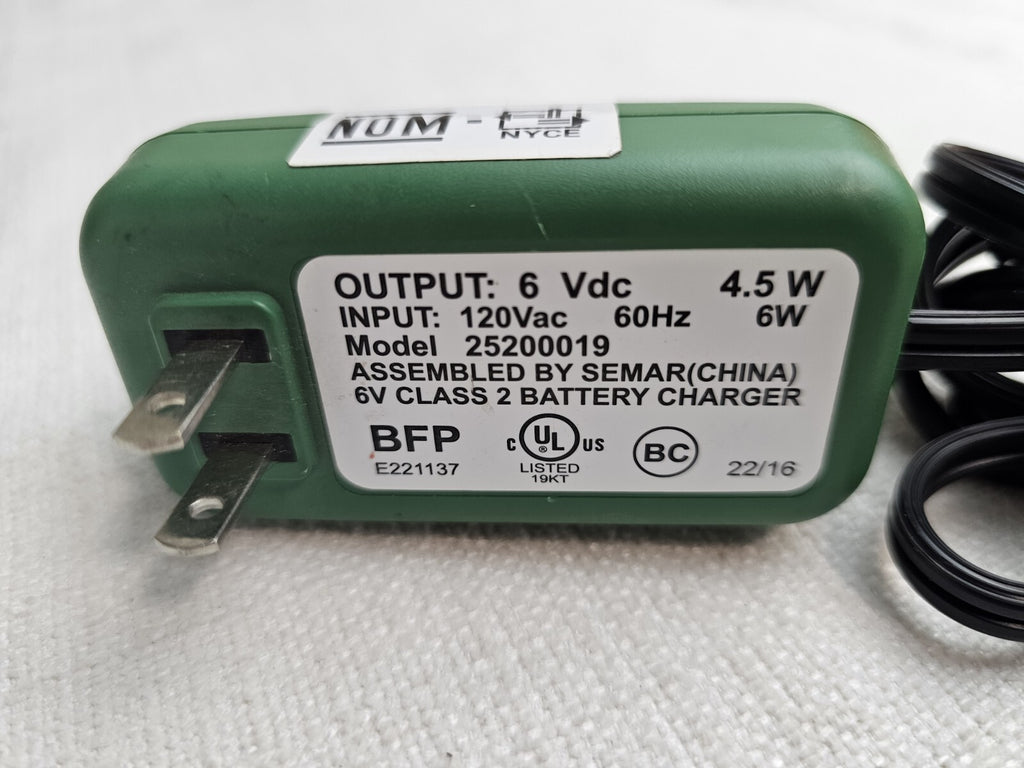 NOM - NYCE
OUTPUT: 6 Vdc 4.5 W
INPUT: 120Vac 60Hz 6W
Model 25200019
ASSEMBLED BY SEMAR(CHINA)
6V CLASS 2 BATTERY CHARGER
BFP C UL® US BC
E221137 LISTED 22/16
19KT